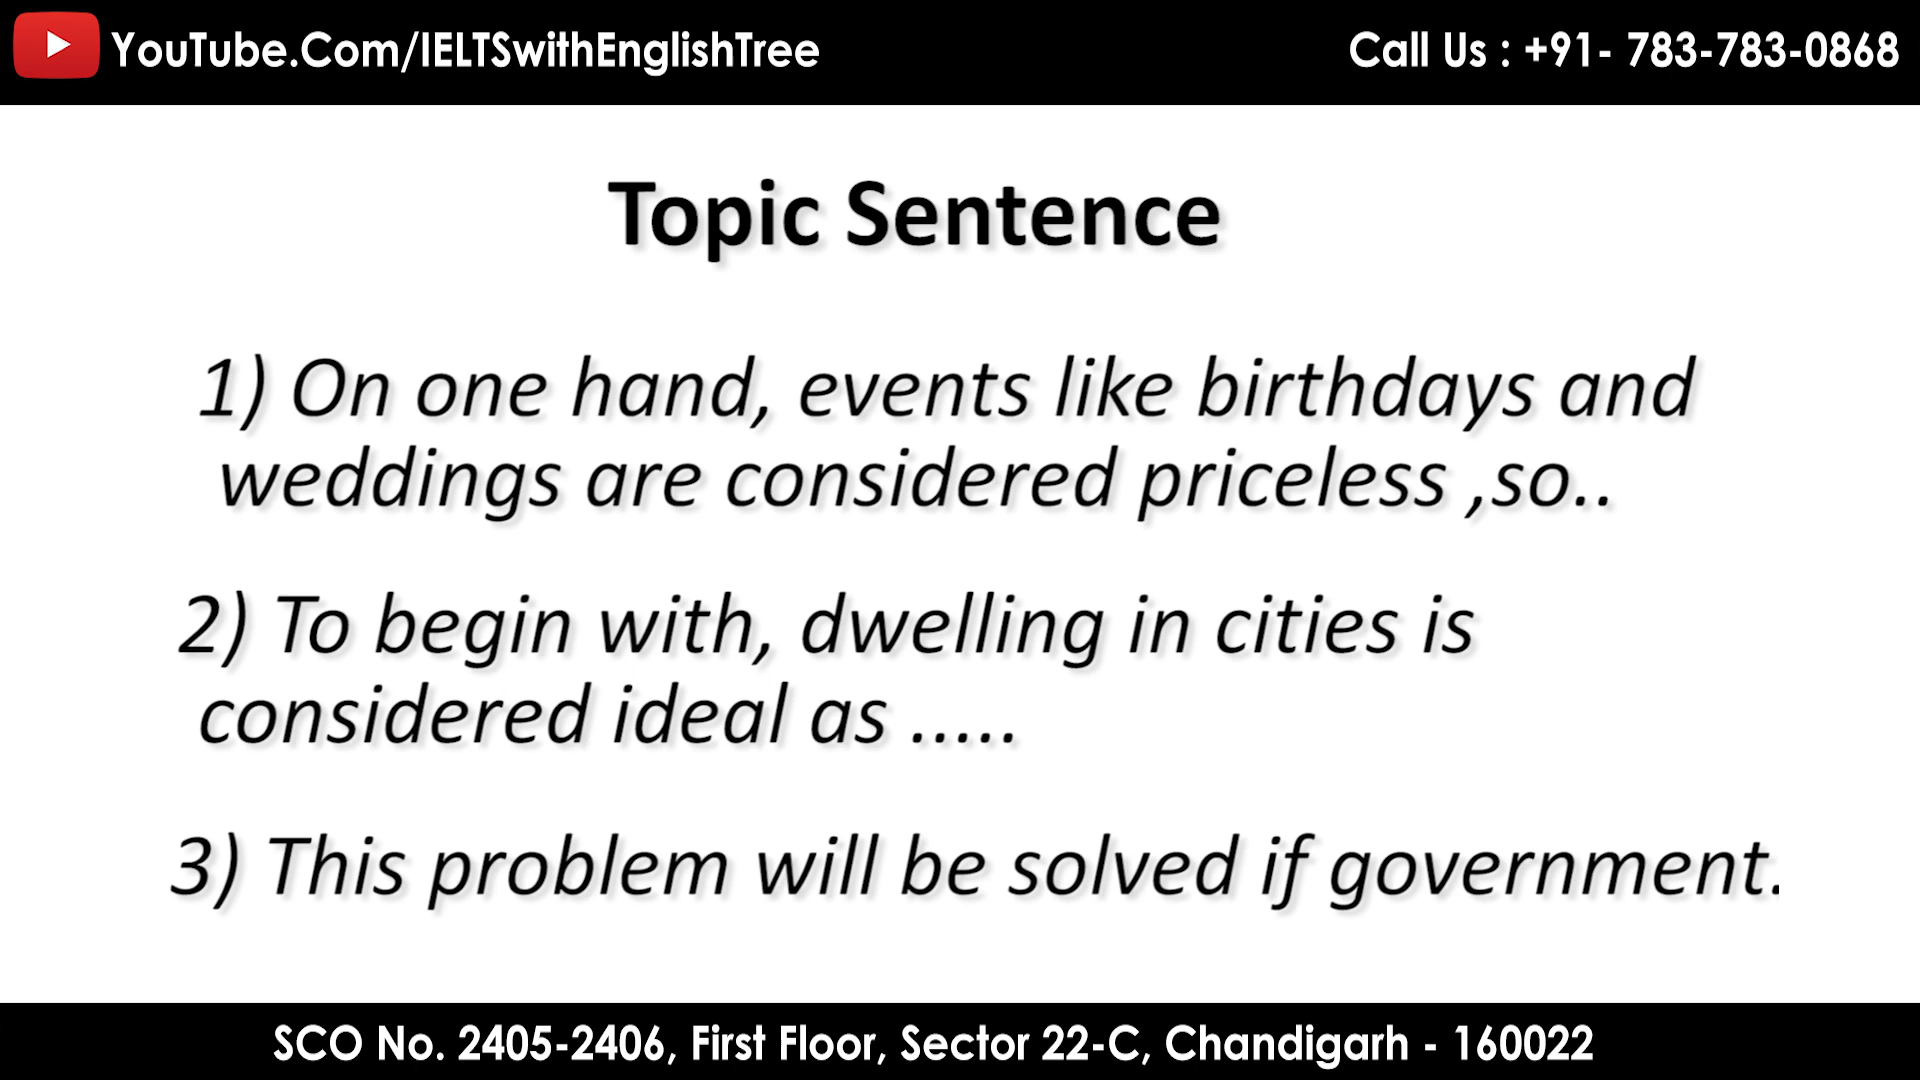 YouTube.Com/IELTSwithEnglishTree
Call Us : +91- 783-783-0868
Topic Sentence
1) On one hand, events like birthdays and
weddings are considered priceless ,so..
2) To begin with, dwelling in cities is
considered ideal as .....
3) This problem will be solved if government.
SCO No. 2405-2406, First Floor, Sector 22-C, Chandigarh - 160022